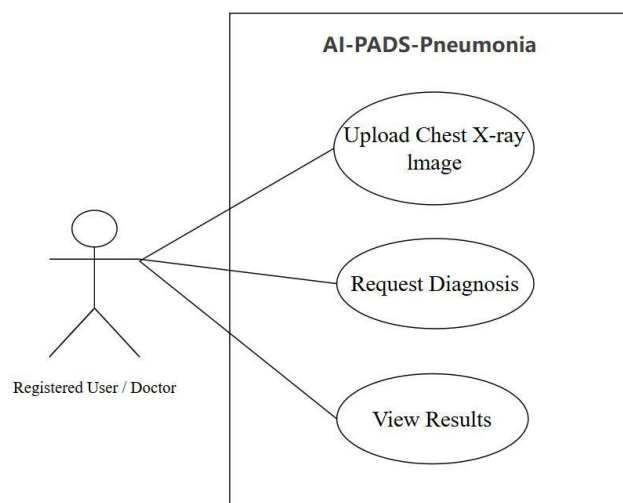 AI-PADS-Pneumonia
Upload Chest X-ray
lmage
Request Diagnosis
Registered User / Doctor
View Results